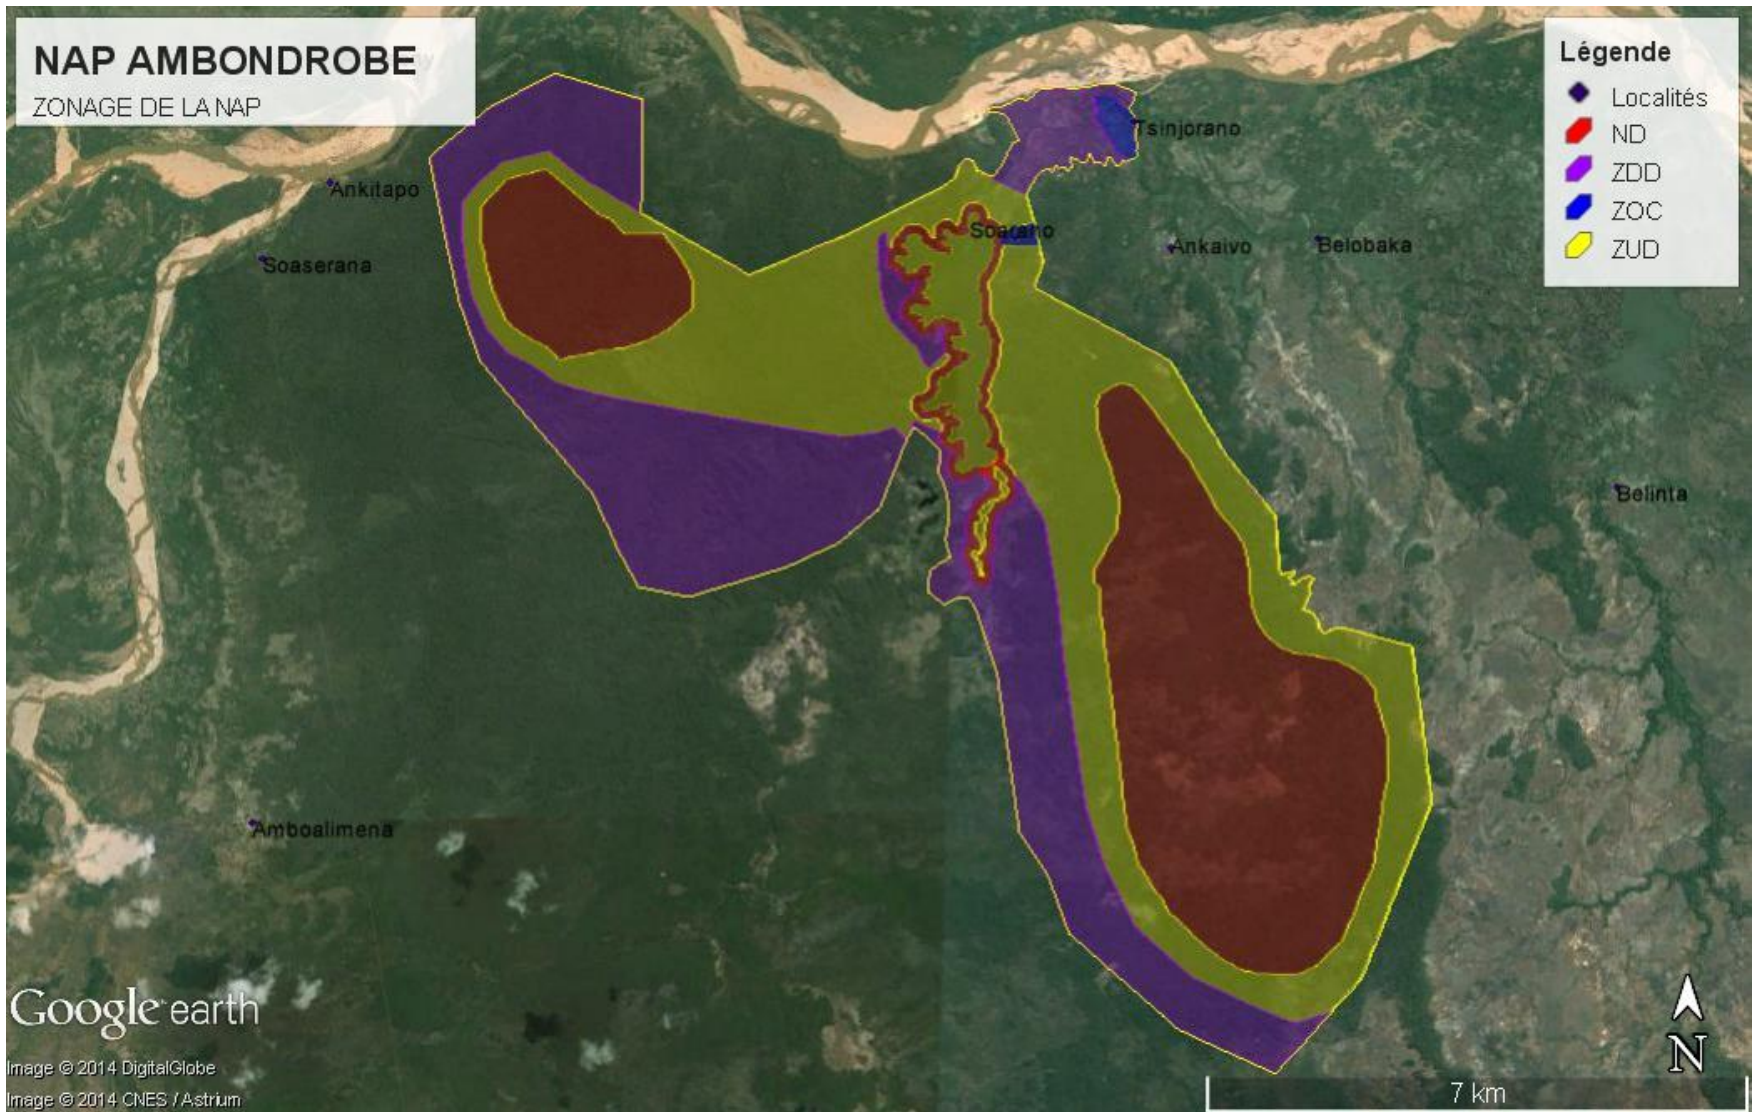 NAP AMBONDROBE
ZONAGE DE LA NAP
Légende
Localités
ND
ZDD
ZOC
ZUD
Tsinjorano
Ankitapo
Soarano
Ankaivo
Belobaka
Soaserana
Belinta
Amboalimena
Google earth
Image © 2014 DigitalGlobe
Image © 2014 CNES / Astrium
N
7 km